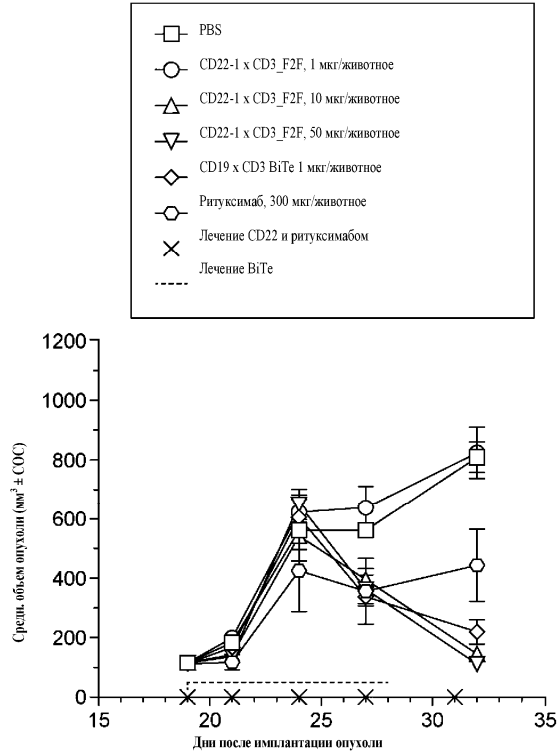 PBS
CD22-1 x CD3_F2F, 1 мкг/животное
CD22-1 x CD3_F2F, 10 мкг/животное
CD22-1 x CD3_F2F, 50 мкг/животное
CD19 x CD3 BiTe 1 мкг/животное
Ритуксимаб, 300 мкг/животное
Лечение CD22 и ритуксимабом
Лечение BiTe
1200
1000
800
600
400
200
0
Средн. объем опухоли (мм³ ± СОС)
15 20 25 30 35
Дни после имплантации опухоли